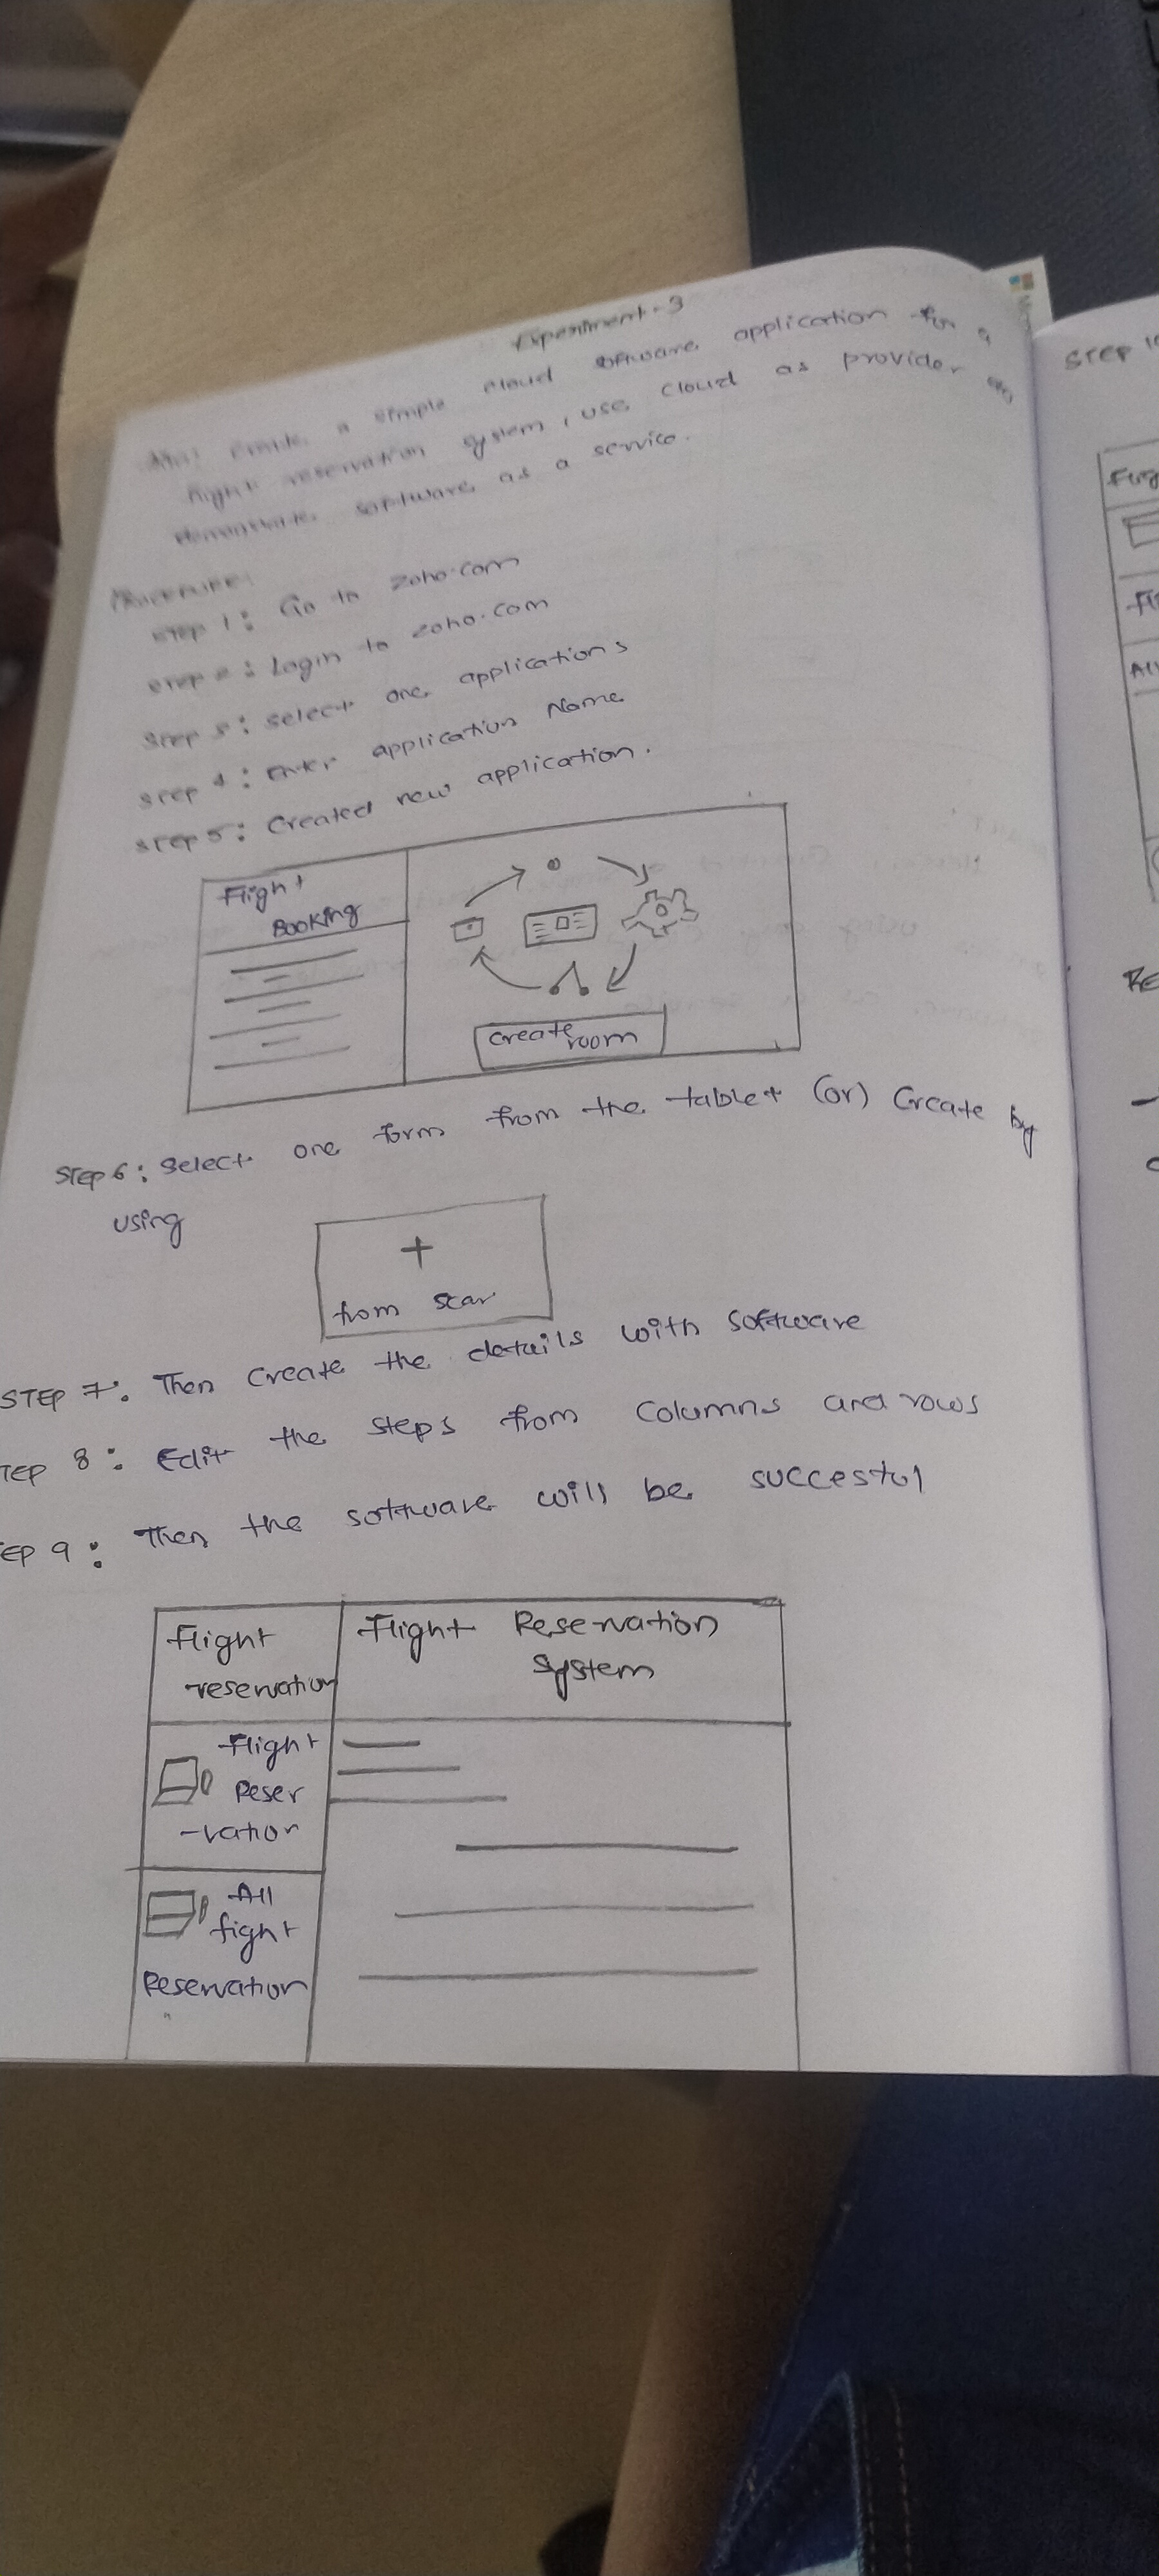 Experiment-3
Aim: Create a simple cloud software application for a
flight reservation system, use cloud as provider
demonstrate software as a service.
Procedure:
Step 1: Go to zoho.com
Step 2: Login to zoho.com
Step 3: select one applications
Step 4: enter application Name
STEP 5: Created new application.
Flight
Booking
Create room
STEP 6: Select one form from the tablet (or) Create by
using
+
from scar
STEP 7: Then create the details with software
TEP 8: Edit the steps from columns and rows
EP 9: Then the software will be succesful
flight
reservation
Flight Reservation
system
Flight
Reser
-vation
All
fight
Reservation
STEP
RE